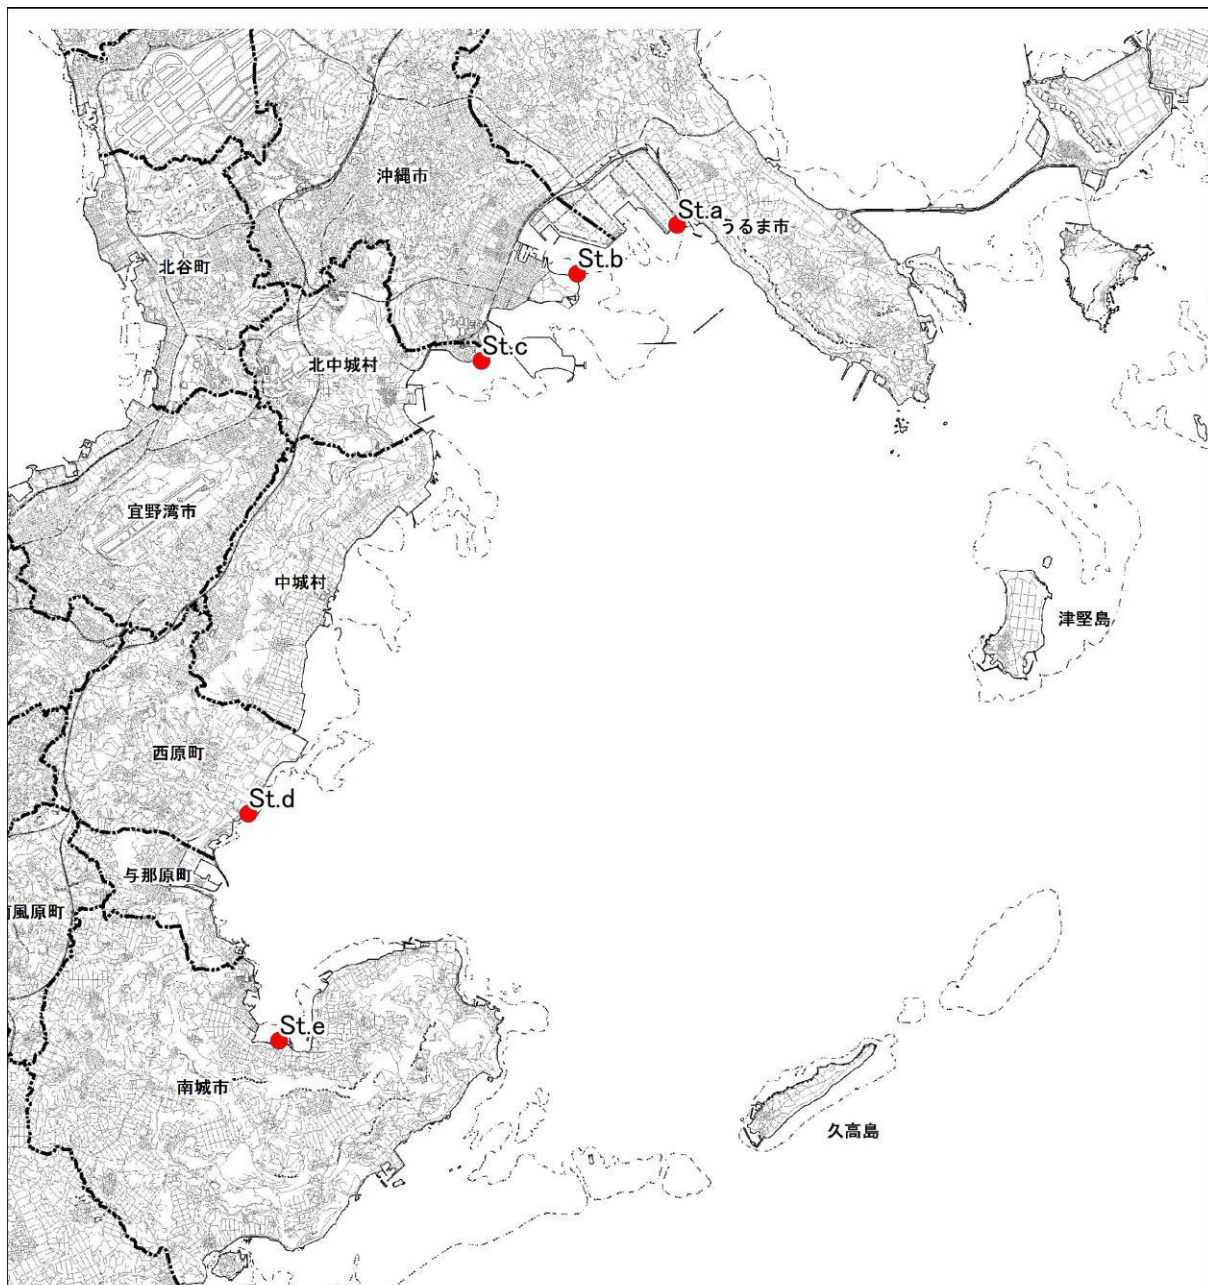 沖縄市
St.a
うるま市
St.b
北谷町
St.c
北中城村
宜野湾市
中城村
津堅島
西原町
St.d
与那原町
風原町
St.e
南城市
久高島